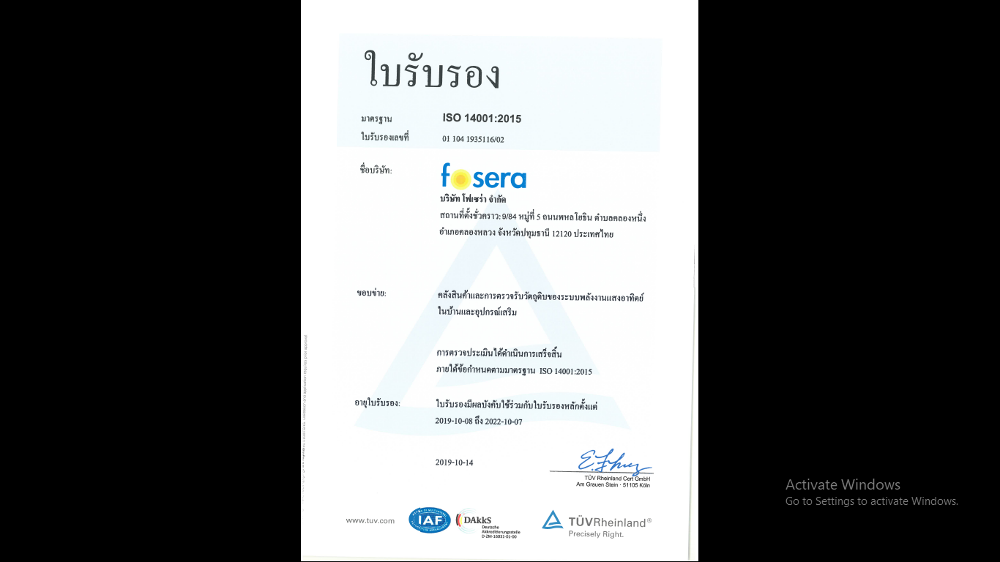 ใบรับรอง
มาตรฐาน ISO 14001:2015
ใบรับรองเลขที่ 01 104 1935116/02
ชื่อบริษัท: fosera
บริษัท โฟเซร่า จำกัด
สถานที่ตั้งชั่วคราว: 9/84 หมู่ที่ 5 ถนนพหลโยธิน ตำบลคลองหนึ่ง
อำเภอคลองหลวง จังหวัดปทุมธานี 12120 ประเทศไทย
ขอบข่าย: คลังสินค้าและการตรวจรับวัตถุดิบของระบบพลังงานแสงอาทิตย์
ในบ้านและอุปกรณ์เสริม
การตรวจประเมินได้ดำเนินการเสร็จสิ้น
ภายใต้ข้อกำหนดตามมาตรฐาน ISO 14001:2015
อายุใบรับรอง: ใบรับรองมีผลบังคับใช้ร่วมกับใบรับรองหลักตั้งแต่
2019-10-08 ถึง 2022-10-07
2019-10-14
TÜV Rheinland Cert GmbH
Am Grauen Stein · 51105 Köln
www.tuv.com
IAF
DAkkS
Deutsche
Akkreditierungsstelle
D-ZM-16031-01-00
TÜVRheinland®
Precisely Right.
Activate Windows
Go to Settings to activate Windows.